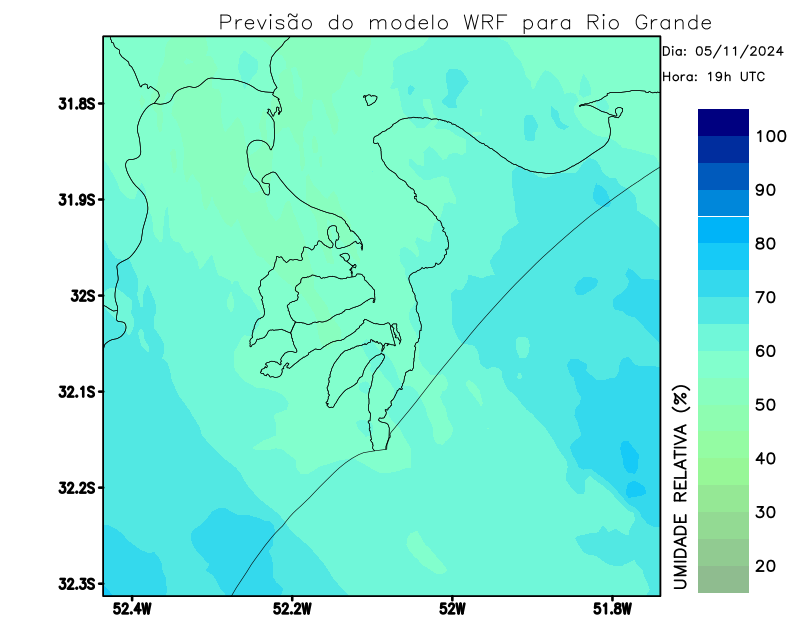 Previsão do modelo WRF para Rio Grande
Dia: 05/11/2024
Hora: 19h UTC
31.8S
31.9S
32S
32.1S
32.2S
32.3S
52.4W
52.2W
52W
51.8W
UMIDADE RELATIVA (%)
100
90
80
70
60
50
40
30
20